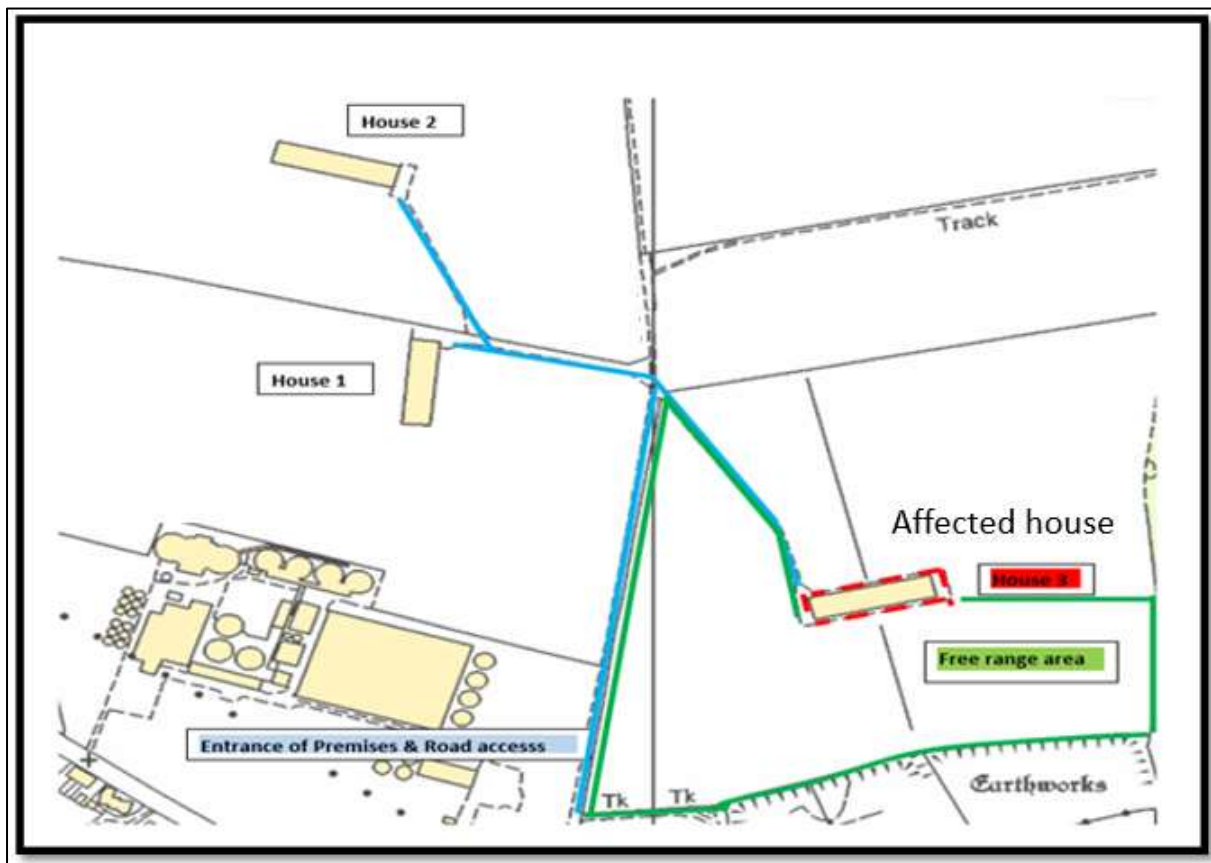 House 2
Track
House 1
Affected house
House 3
Free range area
Entrance of Premises & Road accesss
Tk
Tk
Earthworks